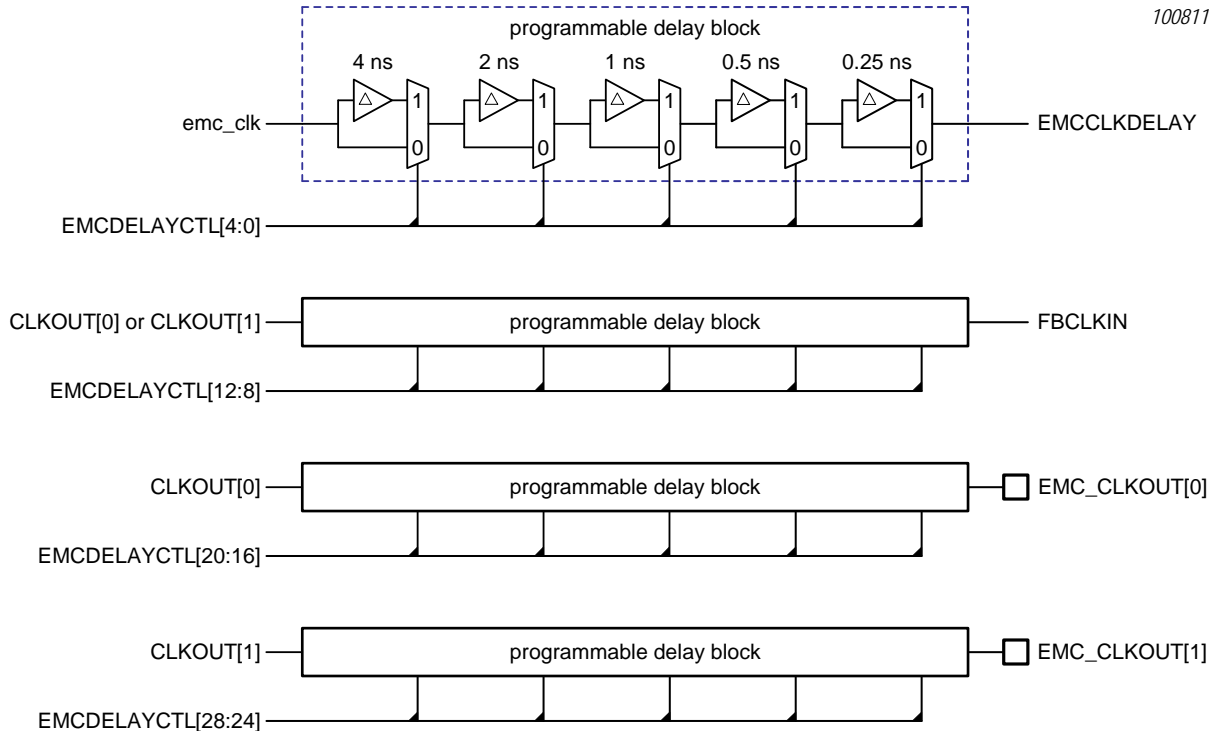 100811
programmable delay block
4 ns 2 ns 1 ns 0.5 ns 0.25 ns
1 1 1 1 1
emc_clk EMCCLKDELAY
0 0 0 0 0
EMCDELAYCTL[4:0]
CLKOUT[0] or CLKOUT[1] programmable delay block FBCLKIN
EMCDELAYCTL[12:8]
CLKOUT[0] programmable delay block EMC_CLKOUT[0]
EMCDELAYCTL[20:16]
CLKOUT[1] programmable delay block EMC_CLKOUT[1]
EMCDELAYCTL[28:24]